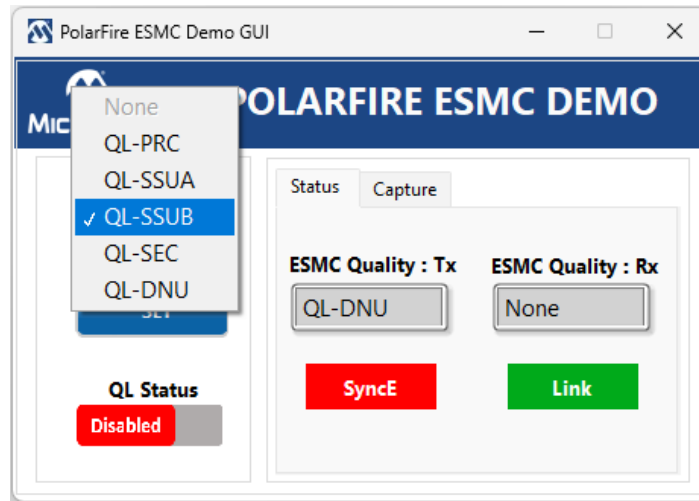 PolarFire ESMC Demo GUI
POLARFIRE ESMC DEMO
None
QL-PRC
QL-SSUA
✓ QL-SSUB
QL-SEC
QL-DNU
QL Status
Disabled
Status Capture
ESMC Quality : Tx ESMC Quality : Rx
QL-DNU None
SyncE Link